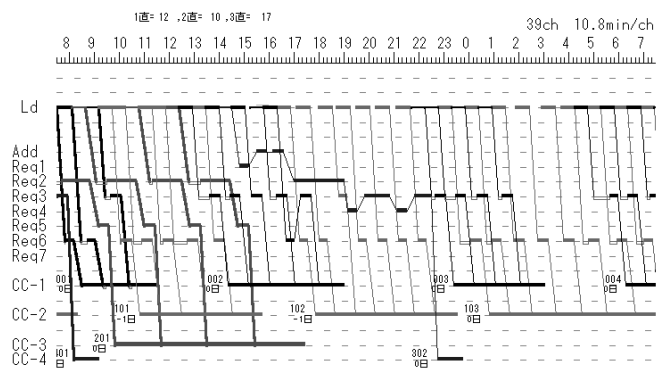 1直= 12 ,2直= 10 ,3直= 17
39ch 10.8min/ch
8 9 10 11 12 13 14 15 16 17 18 19 20 21 22 23 0 1 2 3 4 5 6 7
Ld
Add
Req1
Req2
Req3
Req4
Req5
Req6
Req7
CC-1 001 0日 002 0日 003 0日 004 0日
CC-2 101 -1日 102 -1日 103 0日
CC-3 201 0日
CC-4 日 302 0日